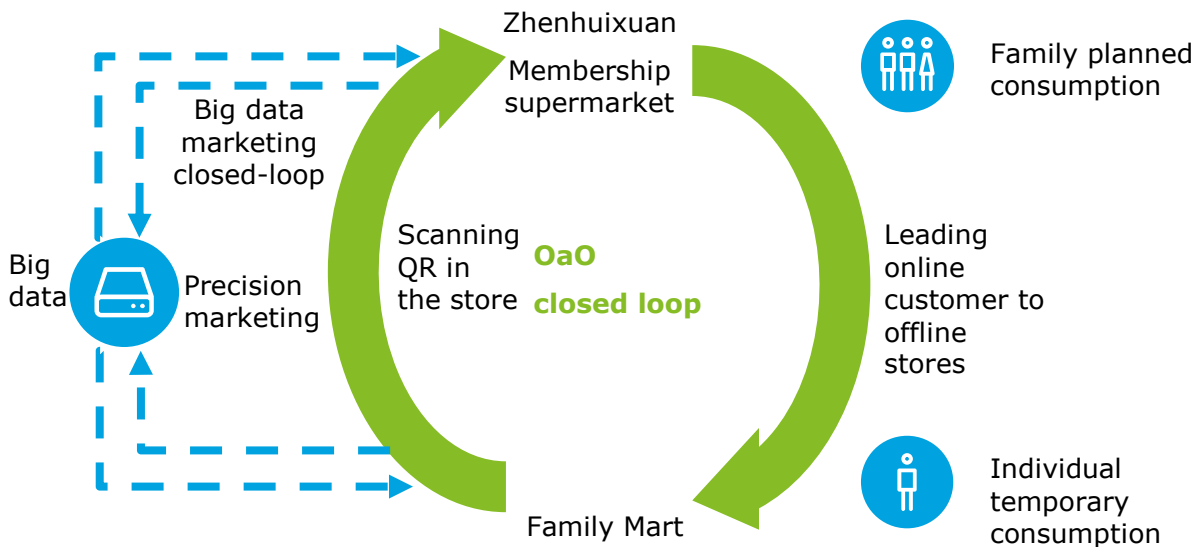 Zhenhuixuan
Membership
supermarket
Family planned
consumption
Big data
marketing
closed-loop
Scanning
QR in
the store
OaO
closed loop
Leading
online
customer to
offline
stores
Big
data
Precision
marketing
Family Mart
Individual
temporary
consumption